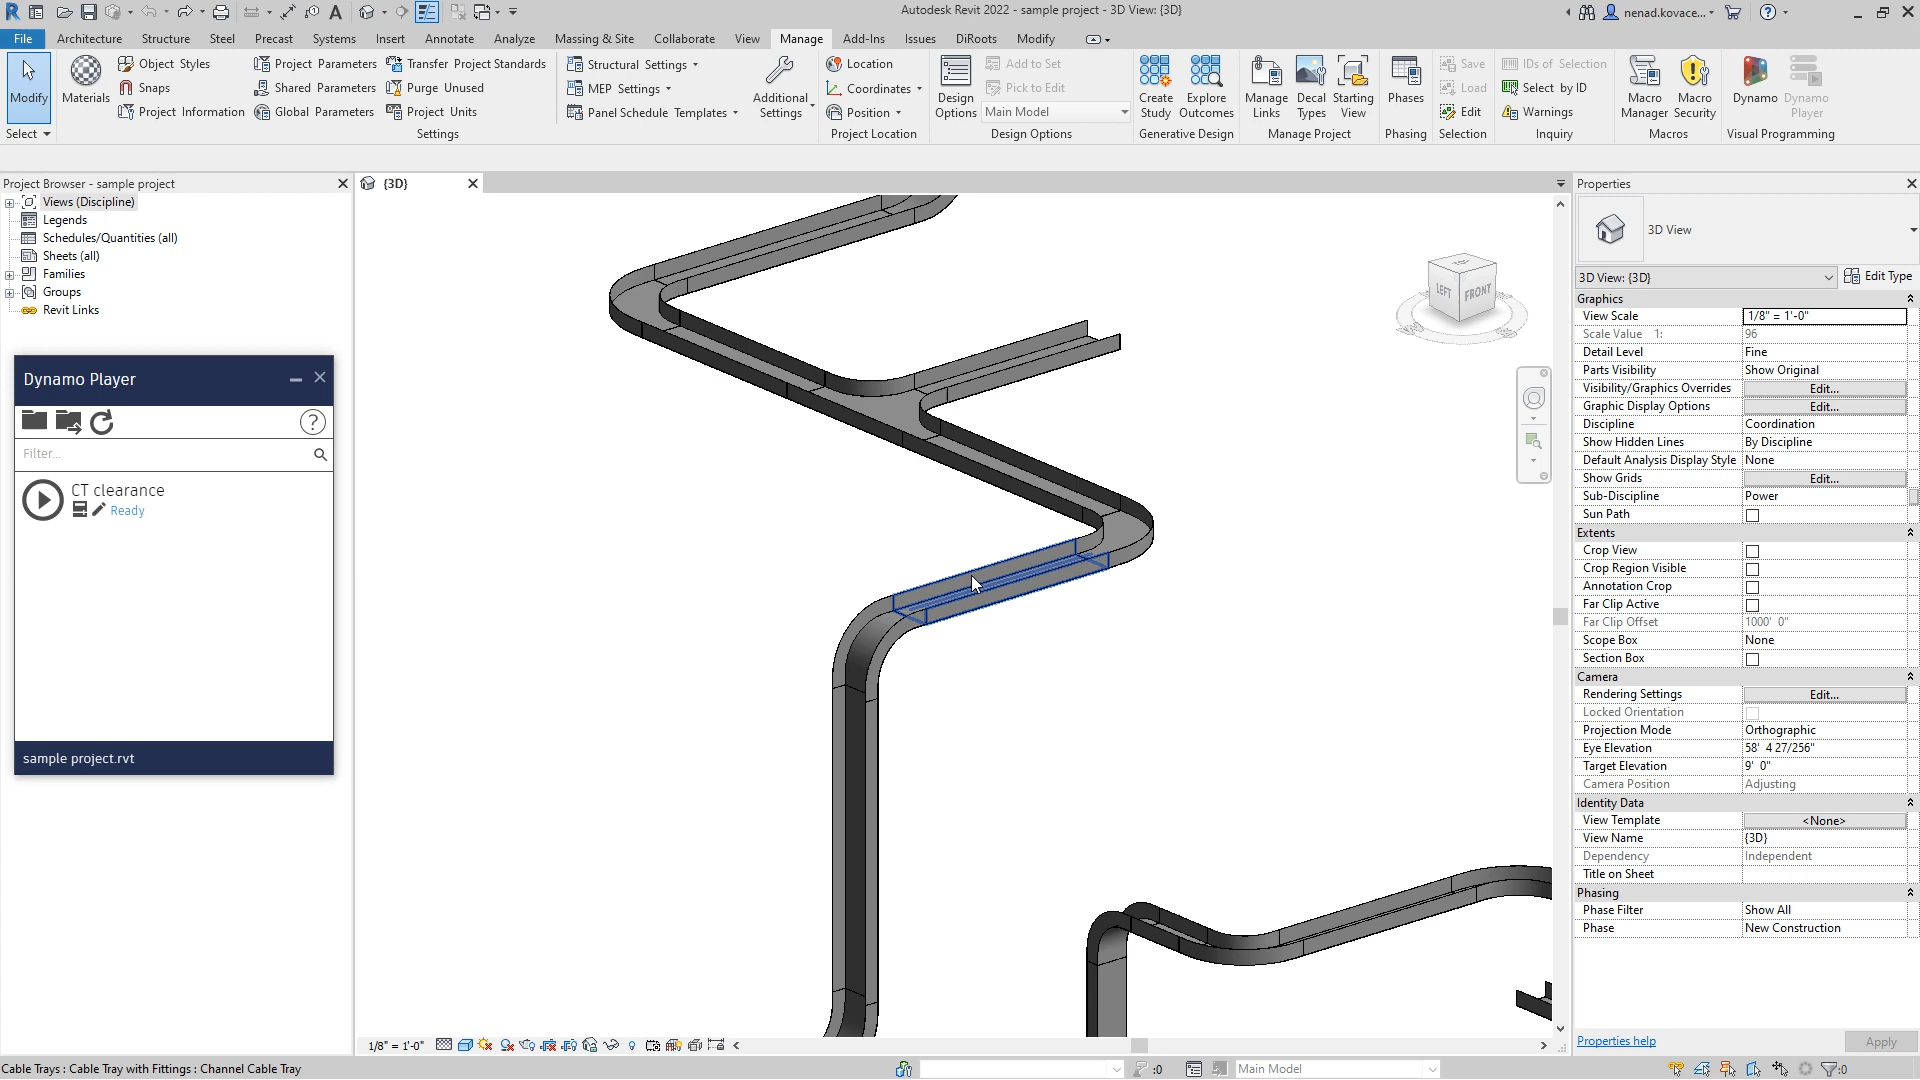 Autodesk Revit 2022 - sample project - 3D View: {3D}
nenad.kovace...
File Architecture Structure Steel Precast Systems Insert Annotate Analyze Massing & Site Collaborate View Manage Add-Ins Issues DiRoots Modify
Modify
Select
Materials
Object Styles
Snaps
Project Information
Project Parameters
Shared Parameters
Global Parameters
Transfer Project Standards
Purge Unused
Project Units
Settings
Structural Settings
MEP Settings
Panel Schedule Templates
Additional Settings
Location
Coordinates
Position
Project Location
Design Options
Add to Set
Pick to Edit
Main Model
Design Options
Create Study
Explore Outcomes
Generative Design
Manage Links
Decal Types
Starting View
Manage Project
Phases
Phasing
Save
Load
Edit
Selection
IDs of Selection
Select by ID
Warnings
Inquiry
Macro Manager
Macro Security
Macros
Dynamo
Dynamo Player
Visual Programming
Project Browser - sample project
Views (Discipline)
Legends
Schedules/Quantities (all)
Sheets (all)
Families
Groups
Revit Links
Dynamo Player
Filter...
CT clearance
Ready
sample project.rvt
{3D}
TOP
LEFT
FRONT
Properties
3D View
3D View: {3D}
Edit Type
Graphics
View Scale 1/8" = 1'-0"
Scale Value 1: 96
Detail Level Fine
Parts Visibility Show Original
Visibility/Graphics Overrides Edit...
Graphic Display Options Edit...
Discipline Coordination
Show Hidden Lines By Discipline
Default Analysis Display Style None
Show Grids Edit...
Sub-Discipline Power
Sun Path
Extents
Crop View
Crop Region Visible
Annotation Crop
Far Clip Active
Far Clip Offset 1000' 0"
Scope Box None
Section Box
Camera
Rendering Settings Edit...
Locked Orientation
Projection Mode Orthographic
Eye Elevation 58' 4 27/256"
Target Elevation 9' 0"
Camera Position Adjusting
Identity Data
View Template <None>
View Name {3D}
Dependency Independent
Title on Sheet
Phasing
Phase Filter Show All
Phase New Construction
Properties help
Apply
1/8" = 1'-0"
Cable Trays : Cable Tray with Fittings : Channel Cable Tray
:0
Main Model
:0